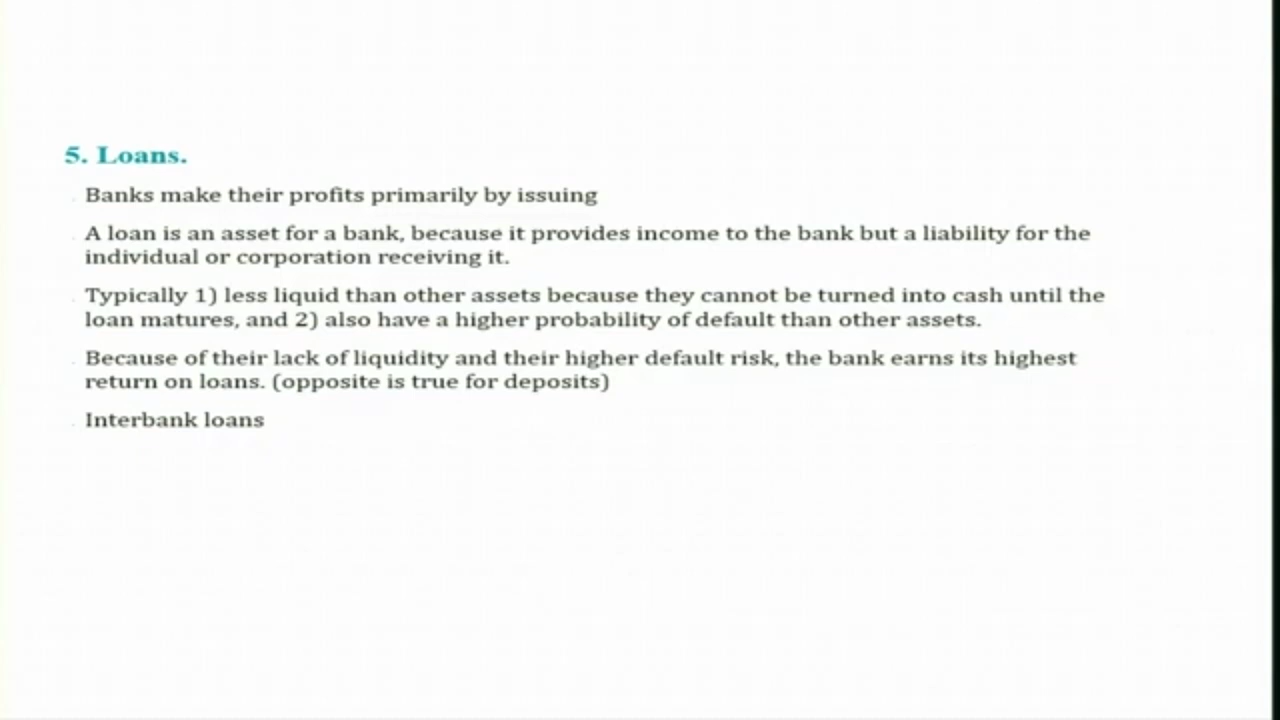 5. Loans.
Banks make their profits primarily by issuing
A loan is an asset for a bank, because it provides income to the bank but a liability for the
individual or corporation receiving it.
Typically 1) less liquid than other assets because they cannot be turned into cash until the
loan matures, and 2) also have a higher probability of default than other assets.
Because of their lack of liquidity and their higher default risk, the bank earns its highest
return on loans. (opposite is true for deposits)
Interbank loans